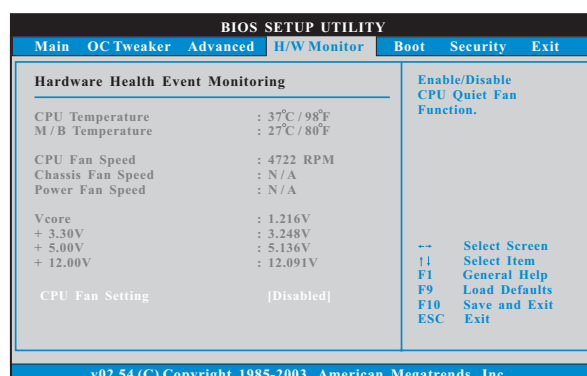 BIOS SETUP UTILITY
Main OC Tweaker Advanced H/W Monitor Boot Security Exit
Hardware Health Event Monitoring
CPU Temperature : 37°C / 98°F
M / B Temperature : 27°C / 80°F
CPU Fan Speed : 4722 RPM
Chassis Fan Speed : N / A
Power Fan Speed : N / A
Vcore : 1.216V
+ 3.30V : 3.248V
+ 5.00V : 5.136V
+ 12.00V : 12.091V
CPU Fan Setting [Disabled]
Enable/Disable
CPU Quiet Fan
Function.
←→ Select Screen
↑↓ Select Item
F1 General Help
F9 Load Defaults
F10 Save and Exit
ESC Exit
v02.54 (C) Copyright 1985-2003, American Megatrends, Inc.